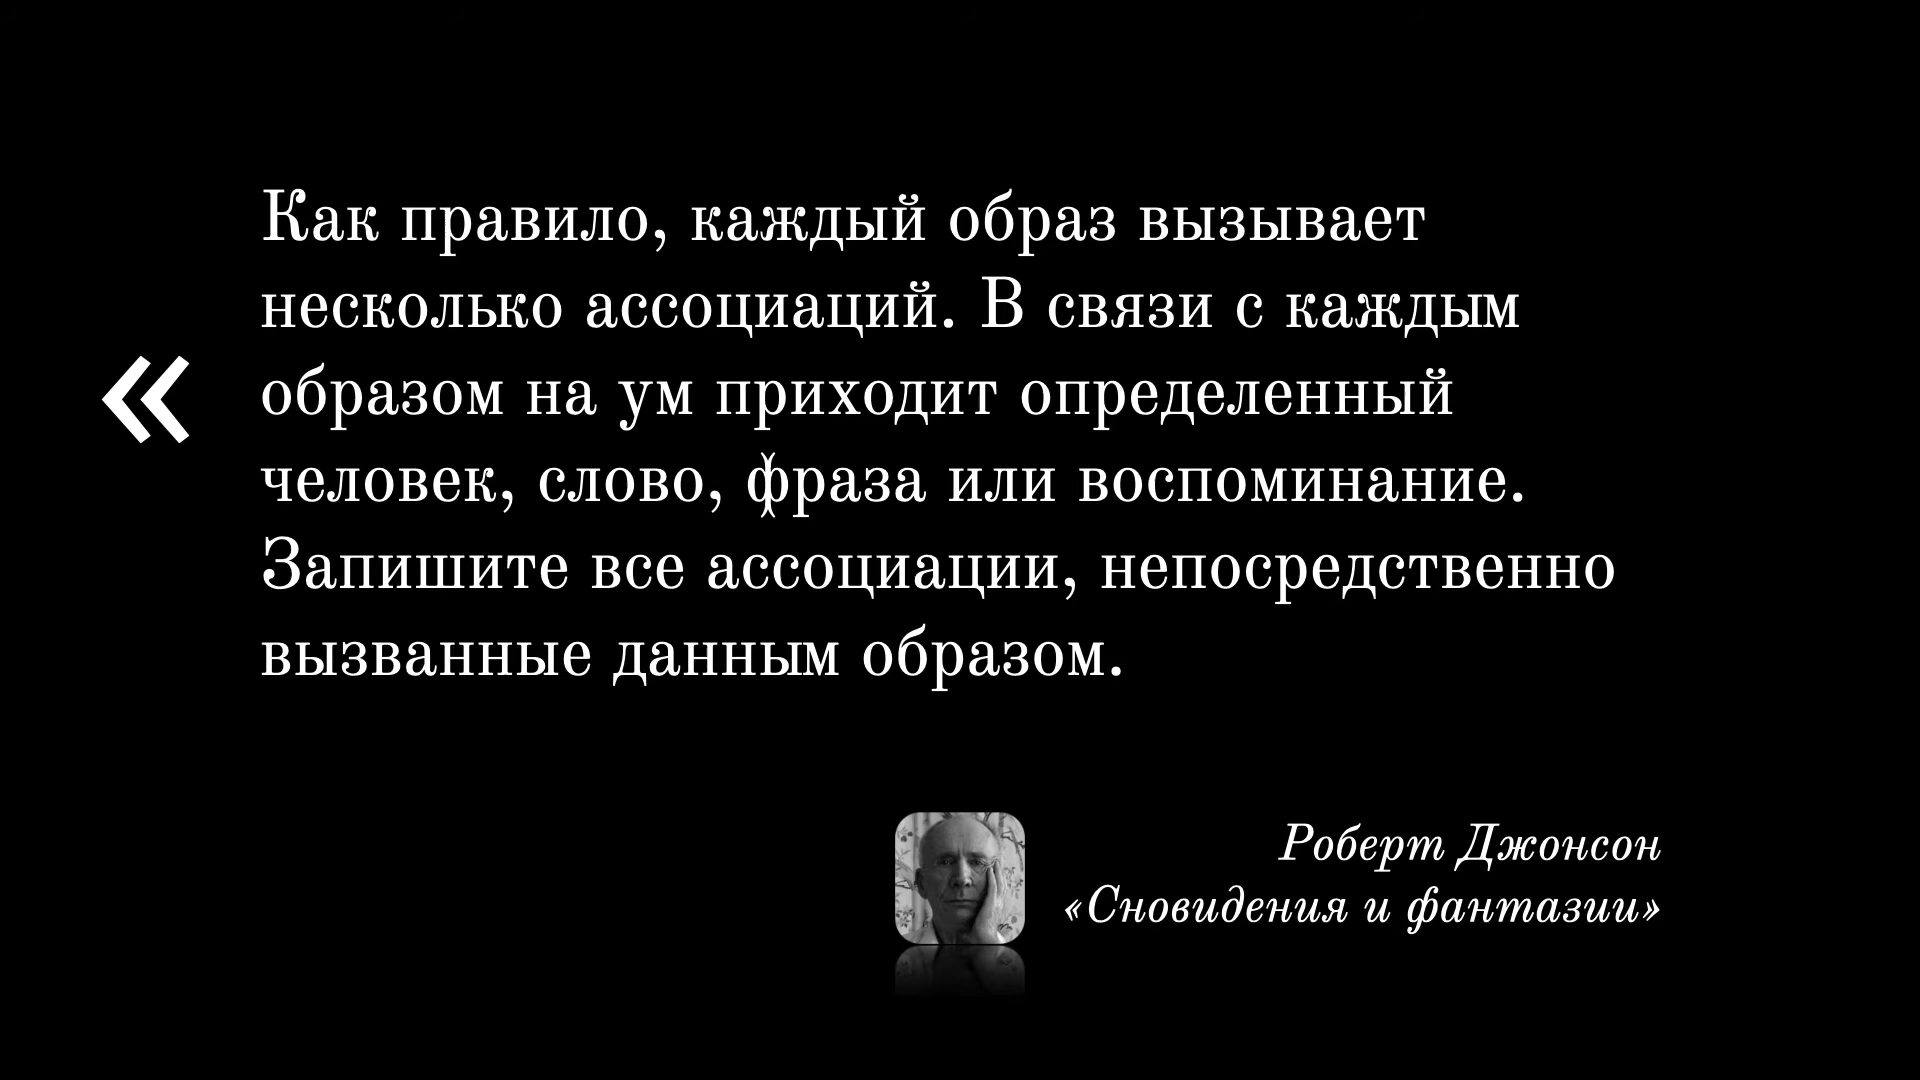 «
Как правило, каждый образ вызывает
несколько ассоциаций. В связи с каждым
образом на ум приходит определенный
человек, слово, фраза или воспоминание.
Запишите все ассоциации, непосредственно
вызванные данным образом.
Роберт Джонсон
«Сновидения и фантазии»